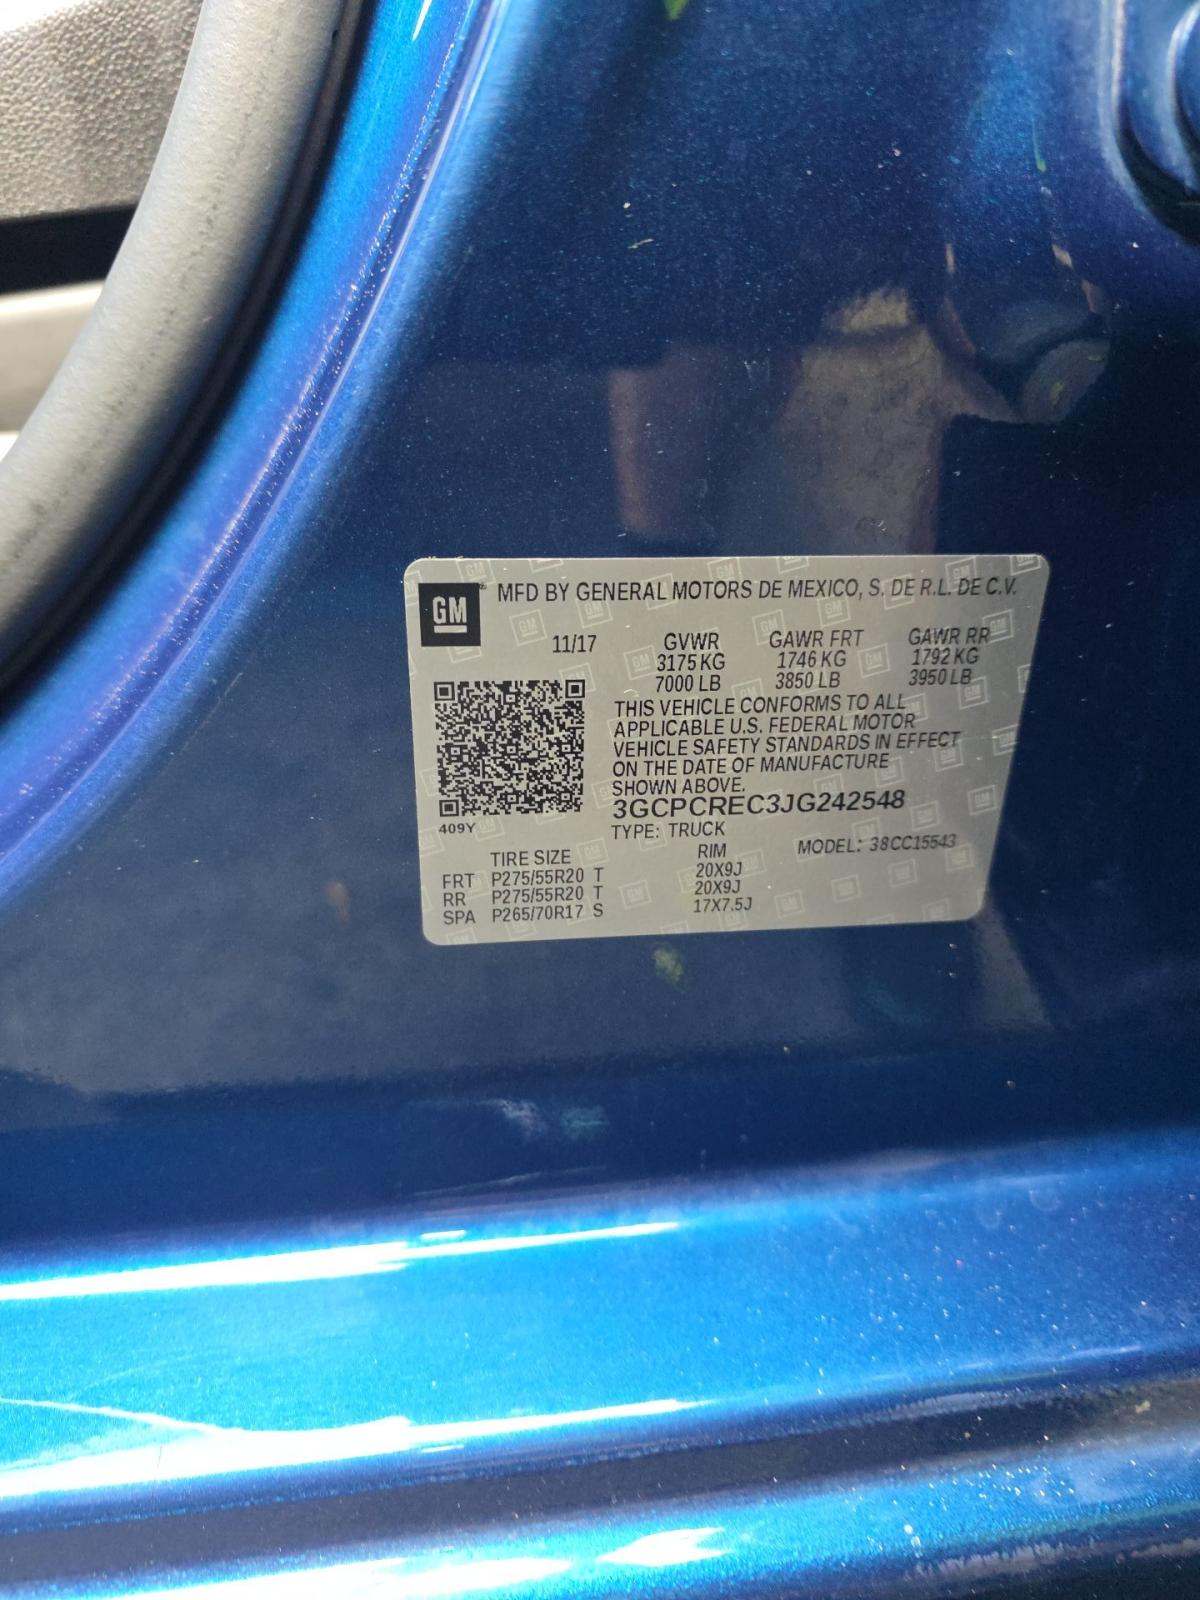 GM
MFD BY GENERAL MOTORS DE MEXICO, S. DE R.L. DE C.V.
11/17 GVWR GAWR FRT GAWR RR
3175 KG 1746 KG 1792 KG
7000 LB 3850 LB 3950 LB
THIS VEHICLE CONFORMS TO ALL
APPLICABLE U.S. FEDERAL MOTOR
VEHICLE SAFETY STANDARDS IN EFFECT
ON THE DATE OF MANUFACTURE
SHOWN ABOVE.
3GCPCREC3JG242548
409Y
TYPE: TRUCK MODEL: 38CC15543
TIRE SIZE RIM
FRT P275/55R20 T 20X9J
RR P275/55R20 T 20X9J
SPA P265/70R17 S 17X7.5J